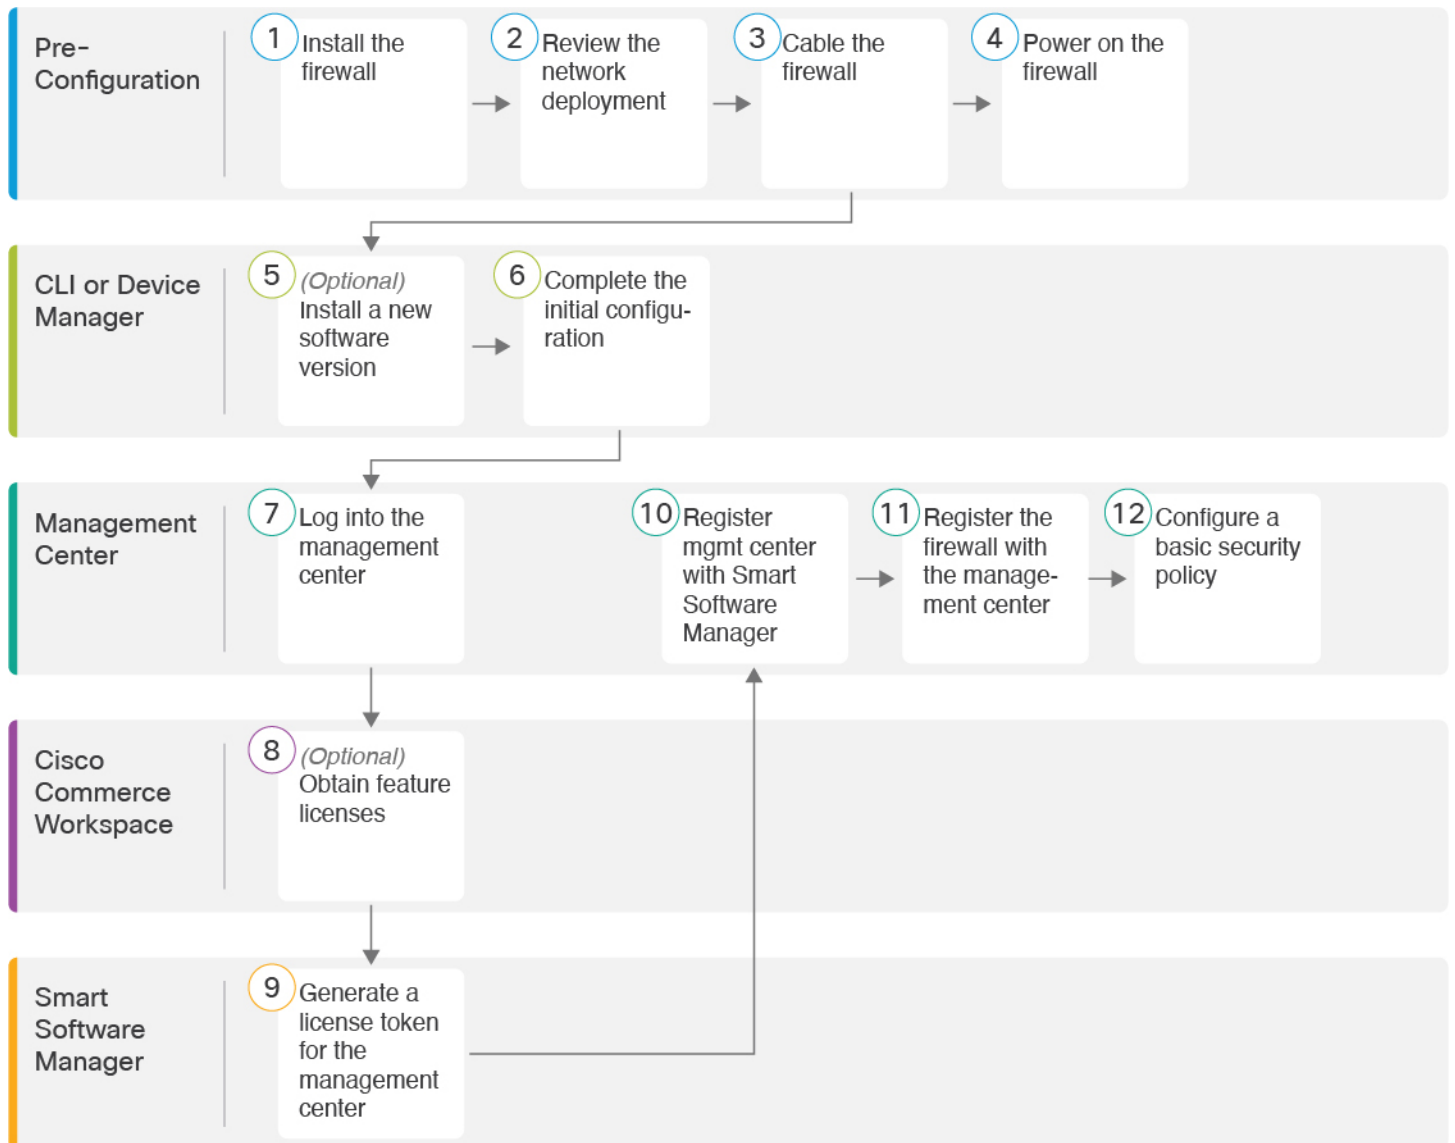 Pre-
Configuration
1
Install the
firewall
2
Review the
network
deployment
3
Cable the
firewall
4
Power on the
firewall
CLI or Device
Manager
5
(Optional)
Install a new
software
version
6
Complete the
initial configu-
ration
Management
Center
7
Log into the
management
center
10
Register
mgmt center
with Smart
Software
Manager
11
Register the
firewall with
the manage-
ment center
12
Configure a
basic security
policy
Cisco
Commerce
Workspace
8
(Optional)
Obtain feature
licenses
Smart
Software
Manager
9
Generate a
license token
for the
management
center